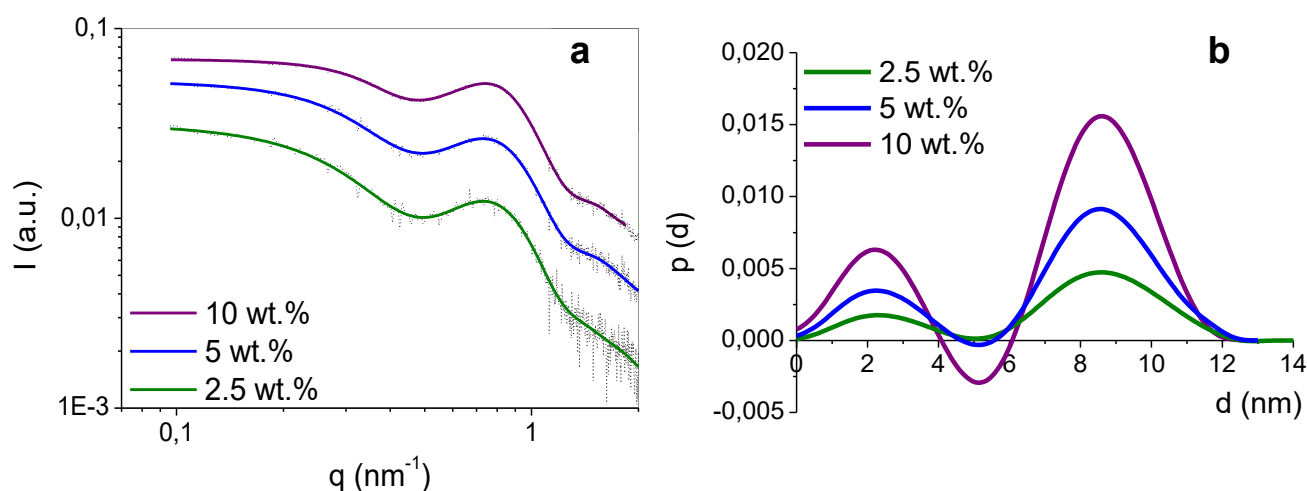 a
I (a.u.)
0,1
0,01
1E-3
10 wt.%
5 wt.%
2.5 wt.%
0,1 1
q (nm⁻¹)
b
p (d)
0,020
0,015
0,010
0,005
0,000
-0,005
2.5 wt.%
5 wt.%
10 wt.%
0 2 4 6 8 10 12 14
d (nm)